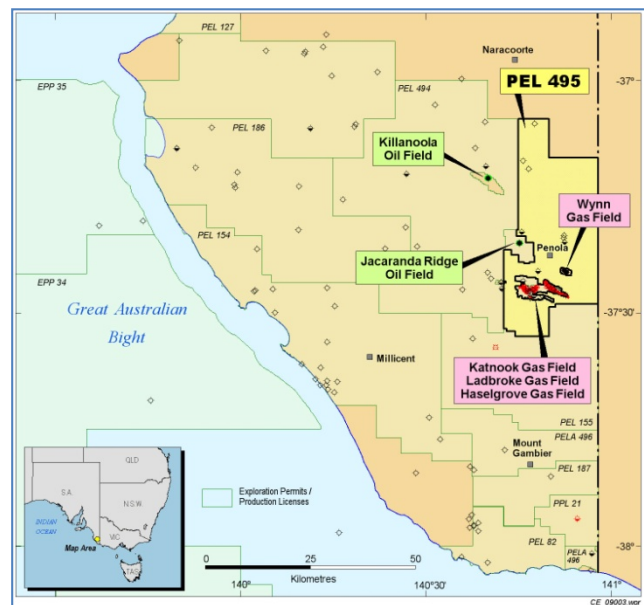 PEL 127
Naracoorte
-37°
EPP 35
PEL 494
PEL 495
PEL 186
Killanoola
Oil Field
Wynn
Gas Field
PEL 154
Penola
Jacaranda Ridge
Oil Field
EPP 34
Great Australian
Bight
-37°30'
Millicent
Katnook Gas Field
Ladbroke Gas Field
Haselgrove Gas Field
PEL 155
PELA 496
Mount
Gambier
PEL 187
QLD
S.A.
N.S.W.
INDIAN
OCEAN
VIC
Map Area
TAS
Exploration Permits /
Production Licenses
PPL 21
PEL 82
PELA
496
-38°
0
25
50
Kilometres
140°
140°30'
141°
CE_09003.wor